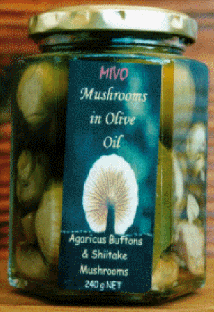 MIVO
Mushrooms
in Olive
Oil
Agaricus Buttons
& Shiitake
Mushrooms
240 g NET